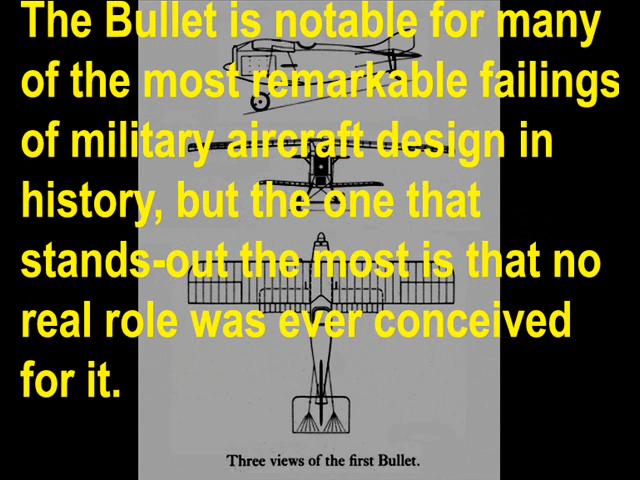 The Bullet is notable for many
of the most remarkable failings
of military aircraft design in
history, but the one that
stands-out the most is that no
real role was ever conceived
for it.
Three views of the first Bullet.